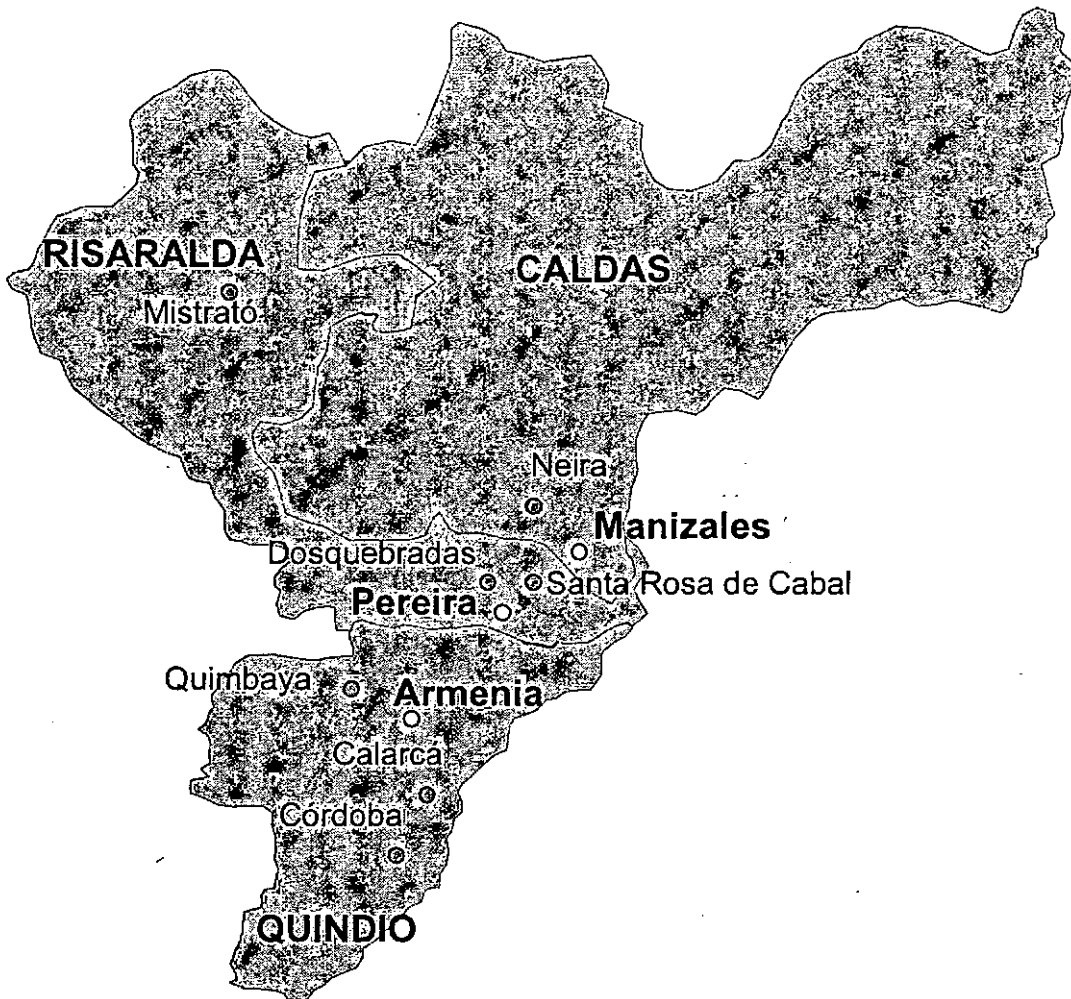 RISARALDA
CALDAS
Mistrató
Neira
Manizales
Dosquebradas
Santa Rosa de Cabal
Pereira
Quimbaya
Armenia
Calarcá
Córdoba
QUINDIO